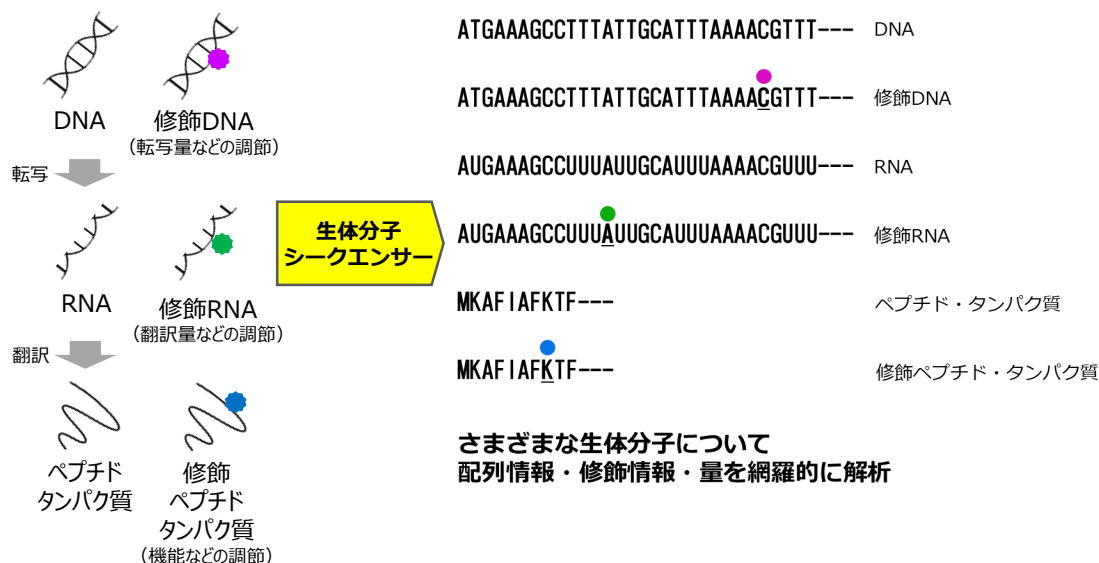 DNA
修飾DNA
（転写量などの調節）
転写
RNA
修飾RNA
（翻訳量などの調節）
翻訳
ペプチド
タンパク質
修飾
ペプチド
タンパク質
（機能などの調節）
生体分子
シークエンサー
ATGAAAGCCTTTATTGCATTTAAAACGTTT--- DNA
ATGAAAGCCTTTATTGCATTTAAAACGTTT--- 修飾DNA
AUGAAAGCCUUUAUUGCAUUUAAAACGUUU--- RNA
AUGAAAGCCUUUAUUGCAUUUAAAACGUUU--- 修飾RNA
MKAFIAFKTF--- ペプチド・タンパク質
MKAFIAFKTF--- 修飾ペプチド・タンパク質
さまざまな生体分子について
配列情報・修飾情報・量を網羅的に解析